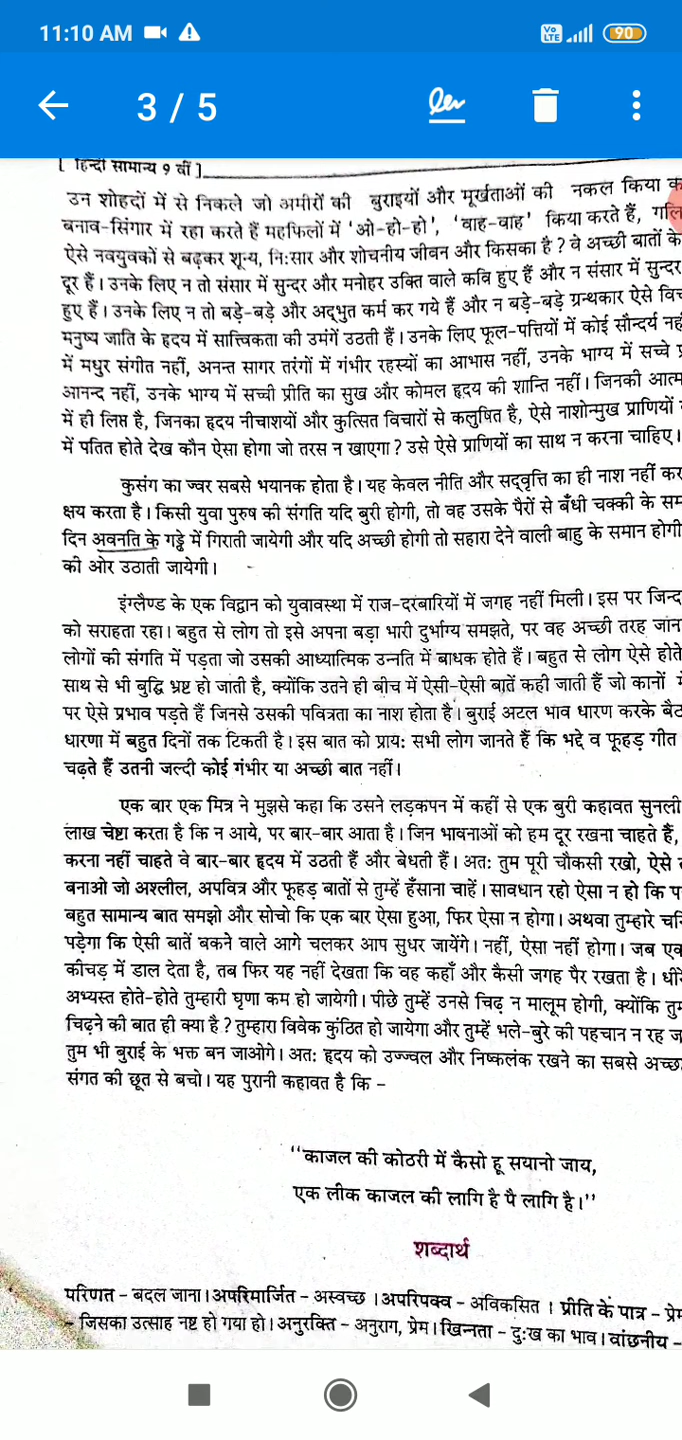 11:10 AM
Vo LTE 90
3 / 5
[ हिन्दी सामान्य 9 वीं ]
उन शोहदों में से निकले जो अमीरों की बुराइयों और मूर्खताओं की नकल किया क
बनाव-सिंगार में रहा करते हैं महफिलों में 'ओ-हो-हो', 'वाह-वाह' किया करते हैं, गलि
ऐसे नवयुवकों से बढ़कर शून्य, नि:सार और शोचनीय जीवन और किसका है ? वे अच्छी बातों के
दूर हैं। उनके लिए न तो संसार में सुन्दर और मनोहर उक्ति वाले कवि हुए हैं और न संसार में सुन्दर
हुए हैं। उनके लिए न तो बड़े-बड़े और अद्भुत कर्म कर गये हैं और न बड़े-बड़े ग्रन्थकार ऐसे विच
मनुष्य जाति के हृदय में सात्त्विकता की उमंगें उठती हैं। उनके लिए फूल-पत्तियों में कोई सौन्दर्य नह
में मधुर संगीत नहीं, अनन्त सागर तरंगों में गंभीर रहस्यों का आभास नहीं, उनके भाग्य में सच्चे प्र
आनन्द नहीं, उनके भाग्य में सच्ची प्रीति का सुख और कोमल हृदय की शान्ति नहीं। जिनकी आत्म
में ही लिप्त है, जिनका हृदय नीचाशयों और कुत्सित विचारों से कलुषित है, ऐसे नाशोन्मुख प्राणियों
में पतित होते देख कौन ऐसा होगा जो तरस न खाएगा ? उसे ऐसे प्राणियों का साथ न करना चाहिए।
कुसंग का ज्वर सबसे भयानक होता है। यह केवल नीति और सद्‌वृत्ति का ही नाश नहीं कर
क्षय करता है। किसी युवा पुरुष की संगति यदि बुरी होगी, तो वह उसके पैरों से बँधी चक्की के सम
दिन अवनति के गड्ढे में गिराती जायेगी और यदि अच्छी होगी तो सहारा देने वाली बाहु के समान होगी
की ओर उठाती जायेगी।
इंग्लैण्ड के एक विद्वान को युवावस्था में राज-दरबारियों में जगह नहीं मिली। इस पर जिन्द
को सराहता रहा। बहुत से लोग तो इसे अपना बड़ा भारी दुर्भाग्य समझते, पर वह अच्छी तरह जान
लोगों की संगति में पड़ता जो उसकी आध्यात्मिक उन्नति में बाधक होते हैं। बहुत से लोग ऐसे होते
साथ से भी बुद्धि भ्रष्ट हो जाती है, क्योंकि उतने ही बीच में ऐसी-ऐसी बातें कही जाती हैं जो कानों में
पर ऐसे प्रभाव पड़ते हैं जिनसे उसकी पवित्रता का नाश होता है। बुराई अटल भाव धारण करके बैठ
धारणा में बहुत दिनों तक टिकती है। इस बात को प्राय: सभी लोग जानते हैं कि भद्दे व फूहड़ गीत
चढ़ते हैं उतनी जल्दी कोई गंभीर या अच्छी बात नहीं।
एक बार एक मित्र ने मुझसे कहा कि उसने लड़कपन में कहीं से एक बुरी कहावत सुनली
लाख चेष्टा करता है कि न आये, पर बार-बार आता है। जिन भावनाओं को हम दूर रखना चाहते हैं,
करना नहीं चाहते वे बार-बार हृदय में उठती हैं और बेधती हैं। अत: तुम पूरी चौकसी रखो, ऐसे
बनाओ जो अश्लील, अपवित्र और फूहड़ बातों से तुम्हें हँसाना चाहें। सावधान रहो ऐसा न हो कि प
बहुत सामान्य बात समझो और सोचो कि एक बार ऐसा हुआ, फिर ऐसा न होगा। अथवा तुम्हारे चरि
पड़ेगा कि ऐसी बातें बकने वाले आगे चलकर आप सुधर जायेंगे। नहीं, ऐसा नहीं होगा। जब एक
कीचड़ में डाल देता है, तब फिर यह नहीं देखता कि वह कहाँ और कैसी जगह पैर रखता है। धीरे
अभ्यस्त होते-होते तुम्हारी घृणा कम हो जायेगी। पीछे तुम्हें उनसे चिढ़ न मालूम होगी, क्योंकि तुम
चिढ़ने की बात ही क्या है ? तुम्हारा विवेक कुंठित हो जायेगा और तुम्हें भले-बुरे की पहचान न रह ज
तुम भी बुराई के भक्त बन जाओगे। अत: हृदय को उज्ज्वल और निष्कलंक रखने का सबसे अच्छ
संगत की छूत से बचो। यह पुरानी कहावत है कि –
''काजल की कोठरी में कैसो हू सयानो जाय,
एक लीक काजल की लागि है पै लागि है।''
शब्दार्थ
परिणत – बदल जाना। अपरिमार्जित – अस्वच्छ । अपरिपक्व – अविकसित । प्रीति के पात्र – प्रेम
– जिसका उत्साह नष्ट हो गया हो। अनुरक्ति – अनुराग, प्रेम। खिन्नता – दु:ख का भाव। वांछनीय –